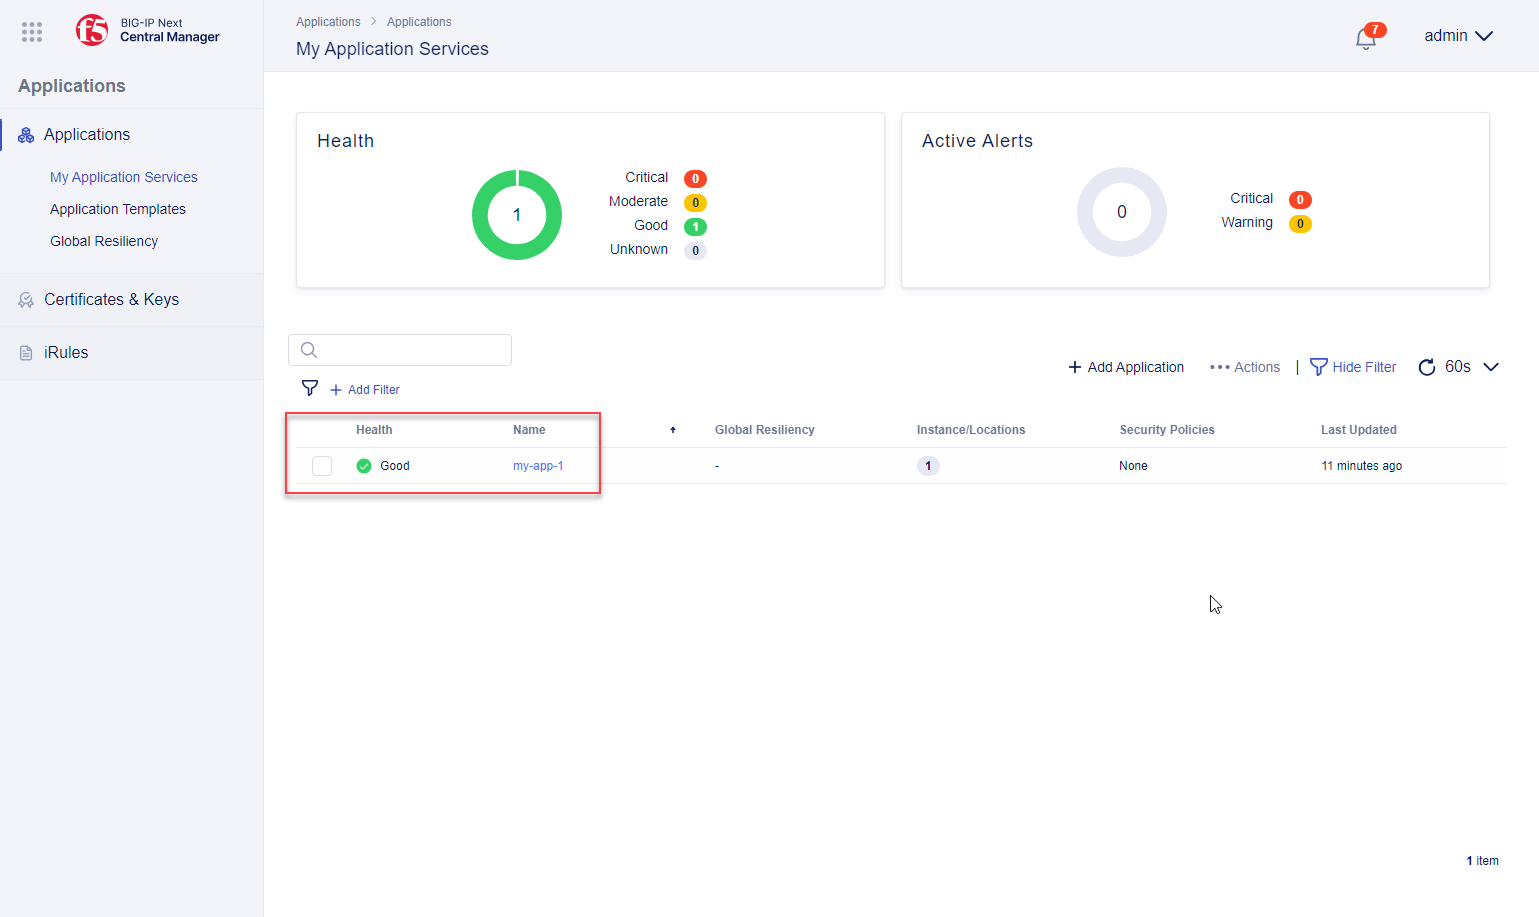 f5
BIG-IP Next
Central Manager
Applications
Applications
My Application Services
Application Templates
Global Resiliency
Certificates & Keys
iRules
Applications > Applications
My Application Services
7
admin
Health
1
Critical 0
Moderate 0
Good 1
Unknown 0
Active Alerts
0
Critical 0
Warning 0
+ Add Application
••• Actions
|
Hide Filter
60s
+ Add Filter
Health Name Global Resiliency Instance/Locations Security Policies Last Updated
Good my-app-1 - 1 None 11 minutes ago
1 item